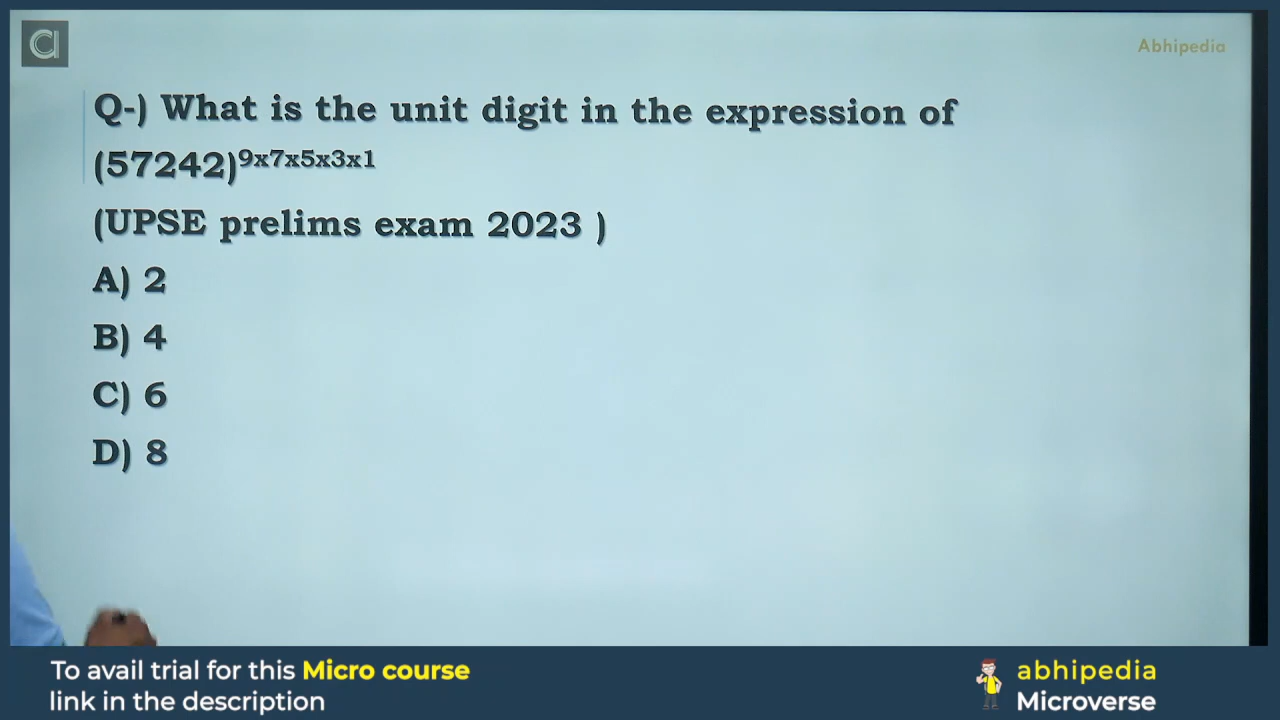 Abhipedia
Q-) What is the unit digit in the expression of
(57242)^9x7x5x3x1
(UPSE prelims exam 2023 )
A) 2
B) 4
C) 6
D) 8
To avail trial for this Micro course
link in the description
abhipedia
Microverse